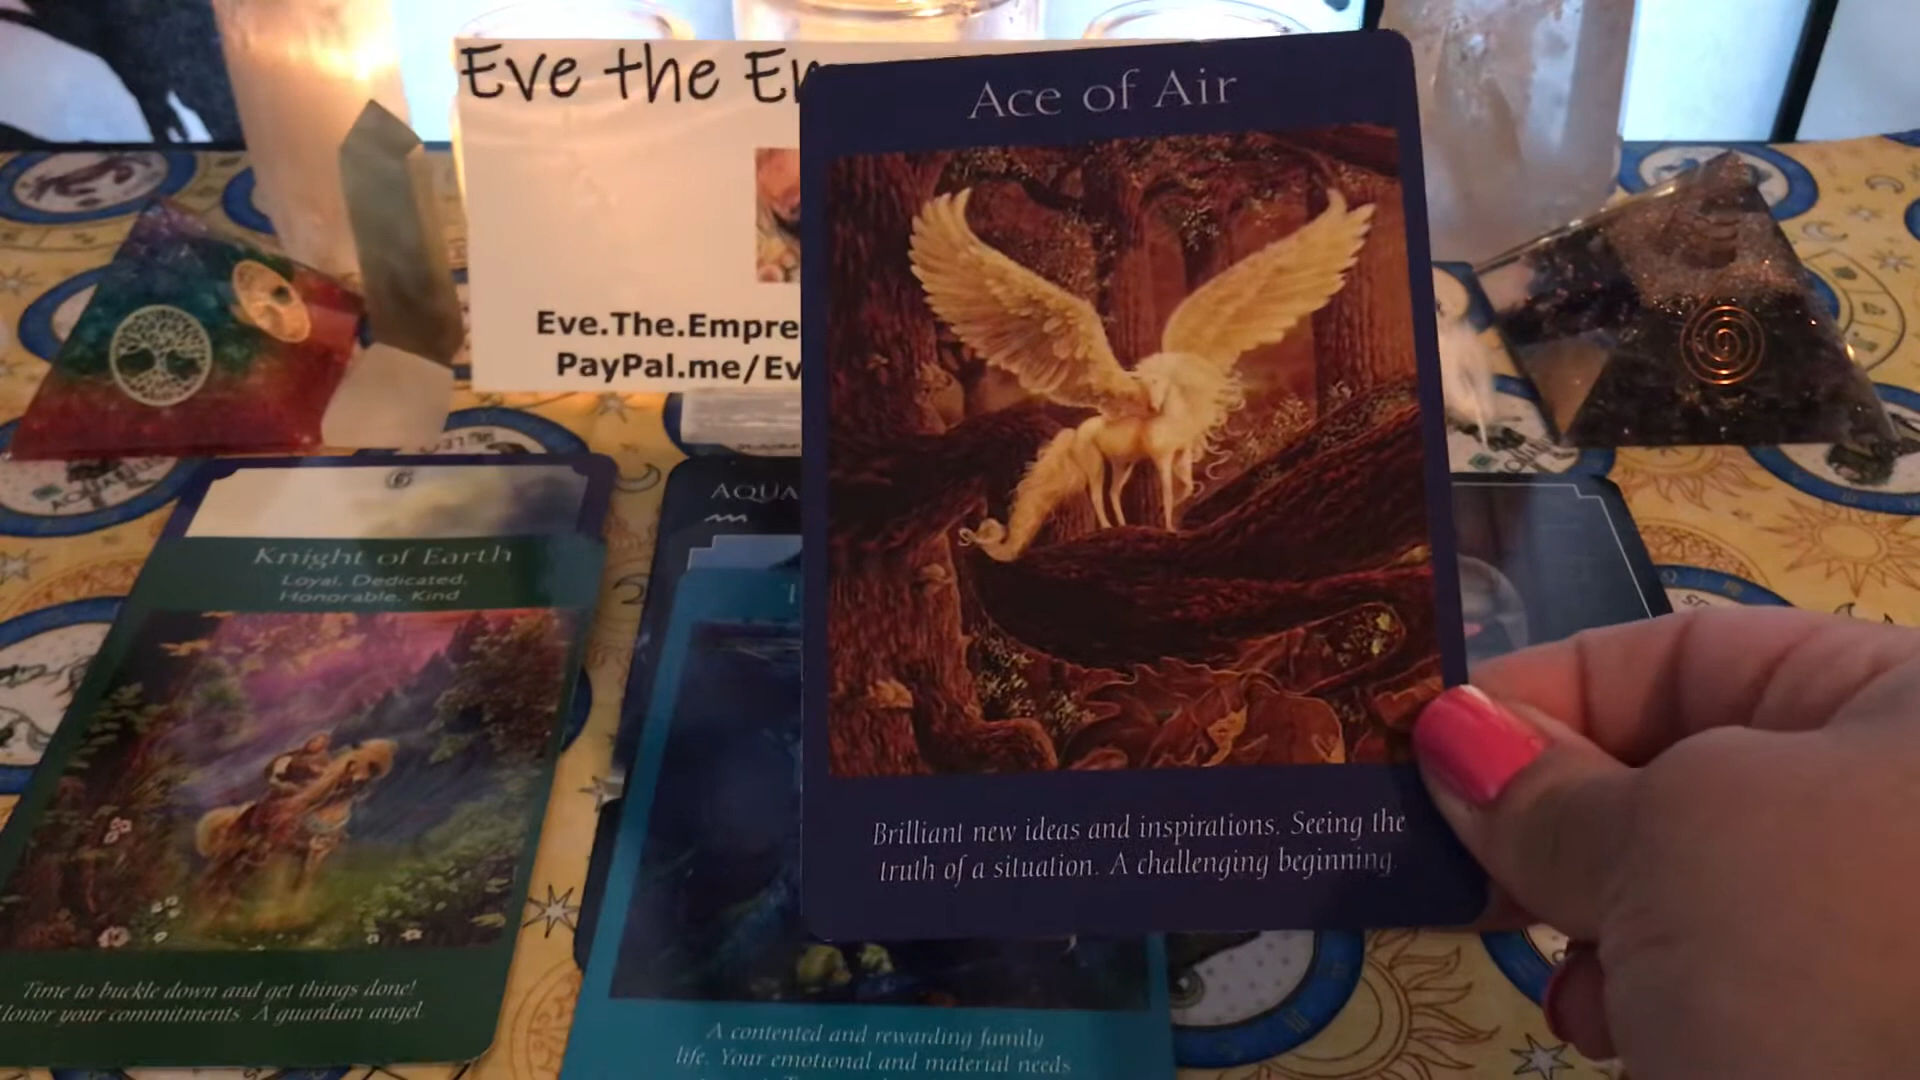 Eve the Em
Eve.The.Empre
PayPal.me/Ev
Ace of Air
Brilliant new ideas and inspirations. Seeing the
truth of a situation. A challenging beginning.
6
Knight of Earth
Loyal, Dedicated,
Honorable, Kind
Time to buckle down and get things done!
Honor your commitments. A guardian angel.
AQUA
A contented and rewarding family
life. Your emotional and material needs